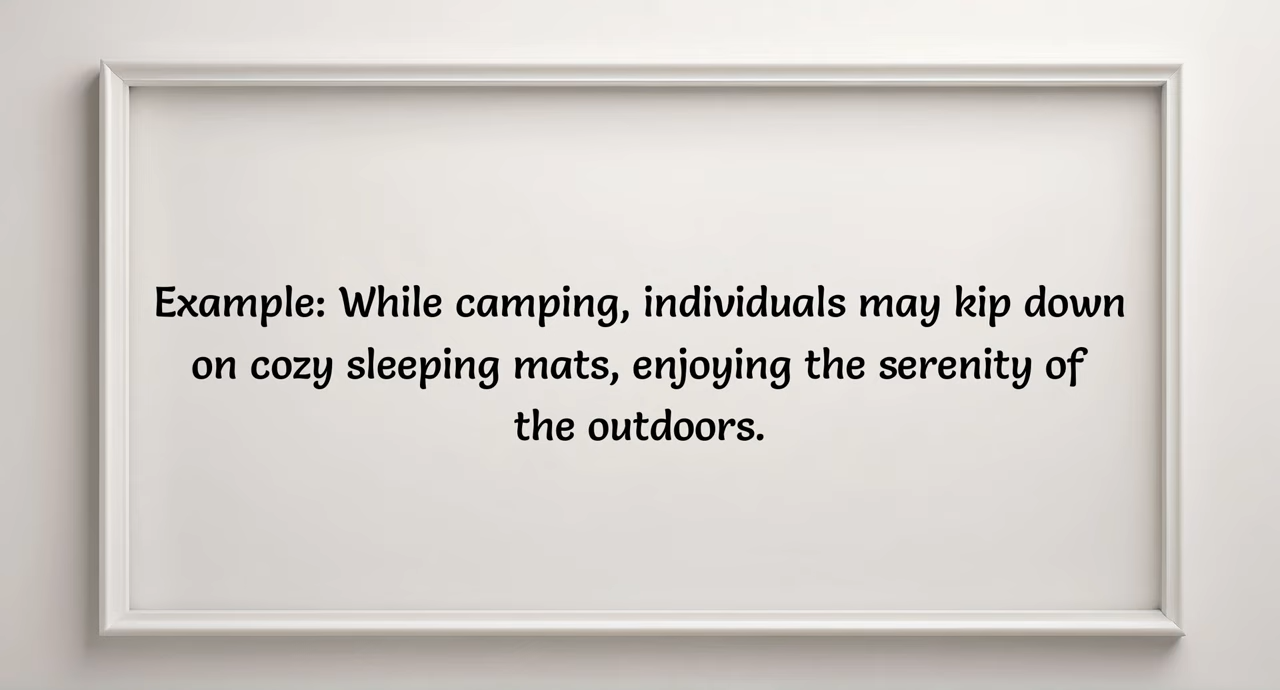 Example: While camping, individuals may kip down
on cozy sleeping mats, enjoying the serenity of
the outdoors.